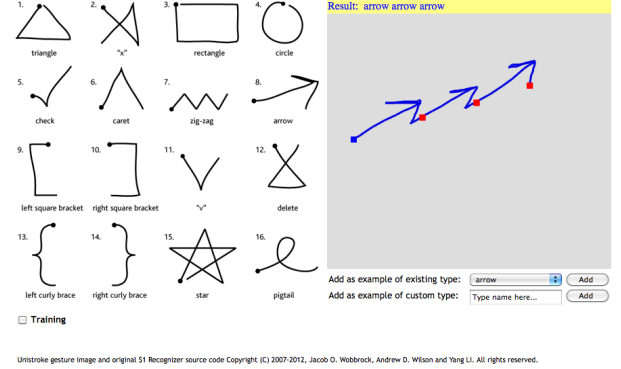 1.
2.
3.
4.
triangle
"x"
rectangle
circle
5.
6.
7.
8.
check
caret
zig-zag
arrow
9.
10.
11.
12.
left square bracket
right square bracket
"v"
delete
13.
14.
15.
16.
left curly brace
right curly brace
star
pigtail
Result: arrow arrow arrow
Add as example of existing type: arrow Add
Add as example of custom type: Type name here... Add
Training
Unistroke gesture image and original $1 Recognizer source code Copyright (C) 2007-2012, Jacob O. Wobbrock, Andrew D. Wilson and Yang Li. All rights reserved.